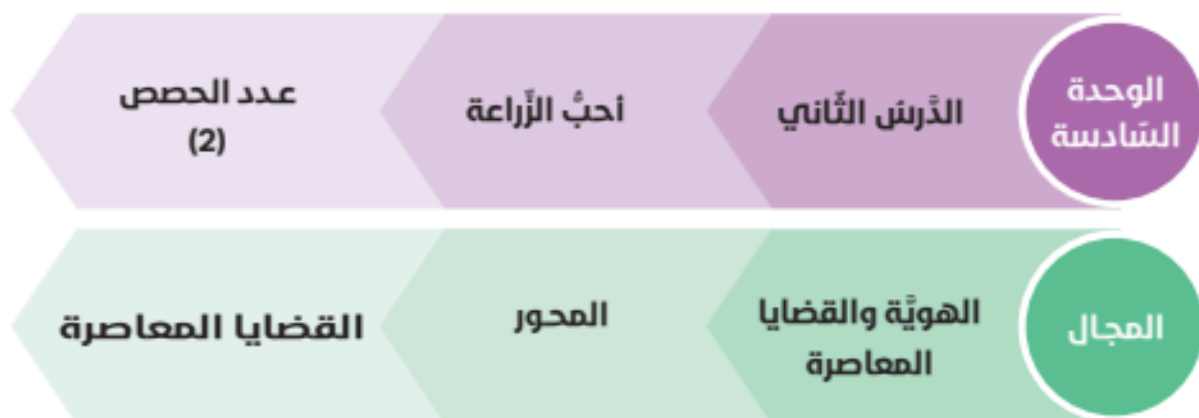 الوحدة
السّادسة
الدَّرسُ الثّاني
أحبُّ الزِّراعة
عدد الحصص
(2)
المجال
الهويَّة والقضايا
المعاصرة
المحور
القضايا المعاصرة